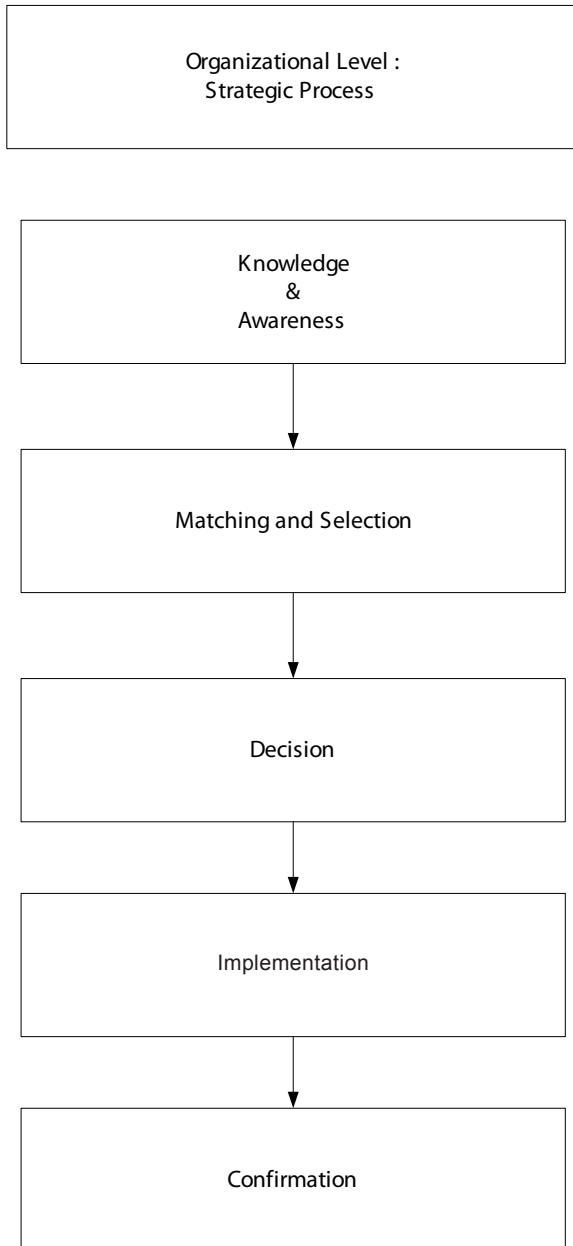 Organizational Level :
Strategic Process
Knowledge
&
Awareness
Matching and Selection
Decision
Implementation
Confirmation